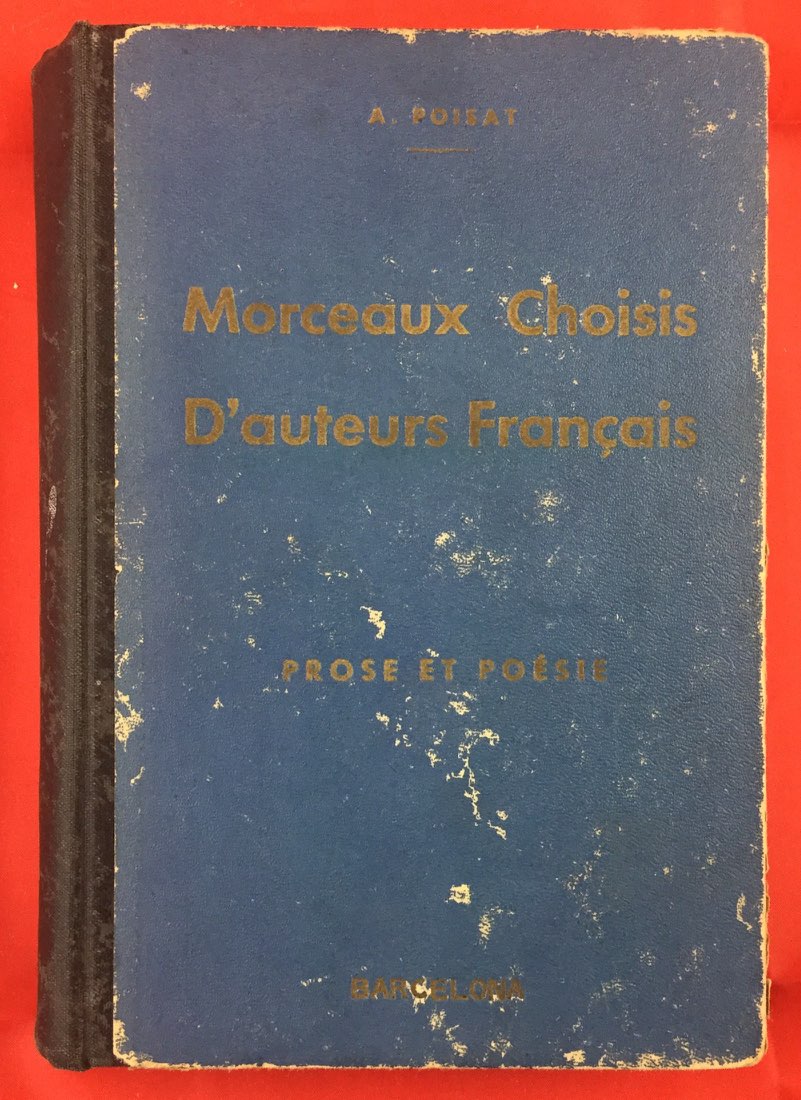 A. POISAT
Morceaux Choisis
D'auteurs Français
PROSE ET POÉSIE
BARCELONA